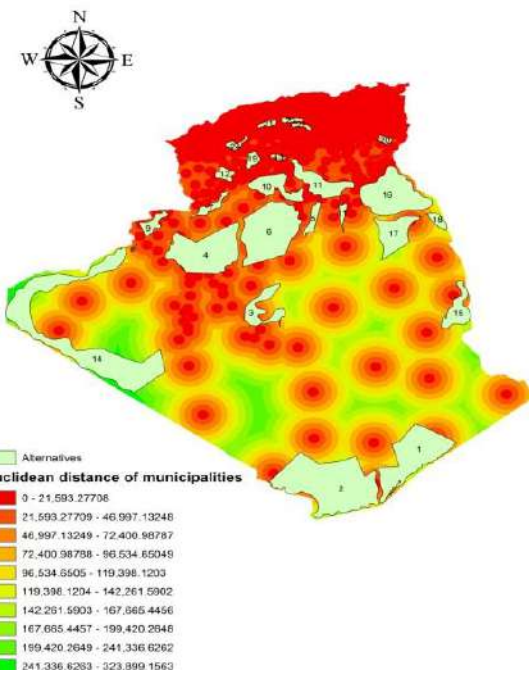 N
W E
S
19
10
11
16
9
4
6
17
18
3
15
14
1
2
Alternatives
uclidean distance of municipalities
0 - 21,593.27708
21,593.27709 - 46,997.13248
46,997.13249 - 72,400.98787
72,400.98788 - 96,534.65049
96,534.6505 - 119,398.1203
119,398.1204 - 142,261.5902
142,261.5903 - 167,665.4456
167,665.4457 - 199,420.2648
199,420.2649 - 241,336.6262
241,336.6263 - 323,899.1563